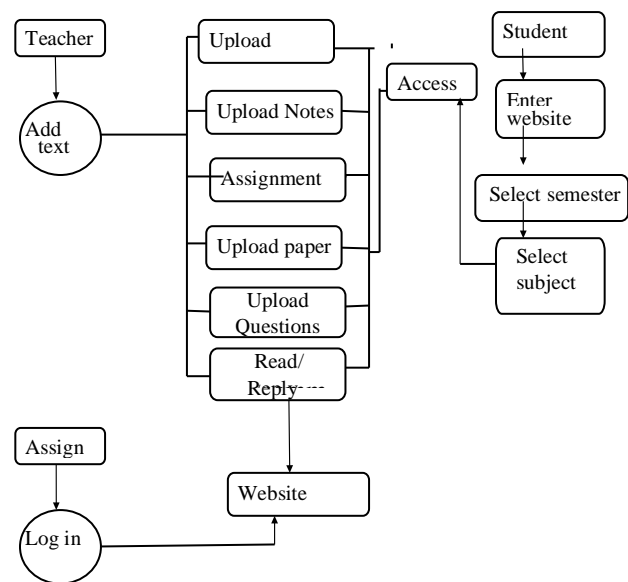 Teacher
Add
text
Upload
Upload Notes
Assignment
Upload paper
Upload
Questions
Read/
Reply
Access
Student
Enter
website
Select semester
Select
subject
Assign
Log in
Website